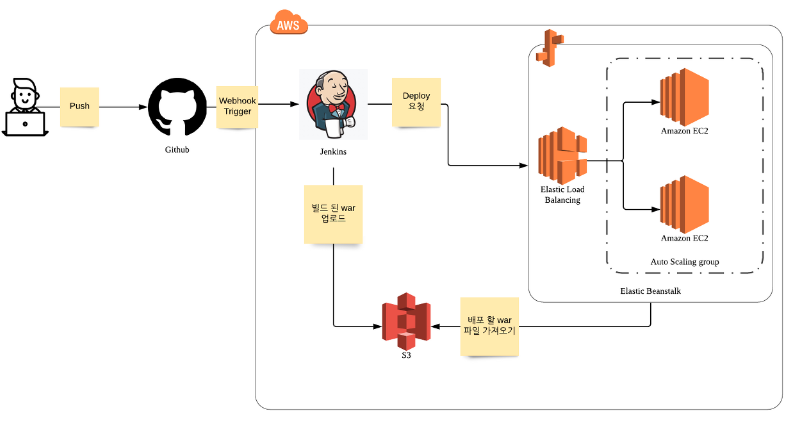 AWS
Push
Github
Webhook
Trigger
Jenkins
Deploy
요청
빌드 된 war
업로드
S3
배포 할 war
파일 가져오기
Elastic Load
Balancing
Amazon EC2
Amazon EC2
Auto Scaling group
Elastic Beanstalk